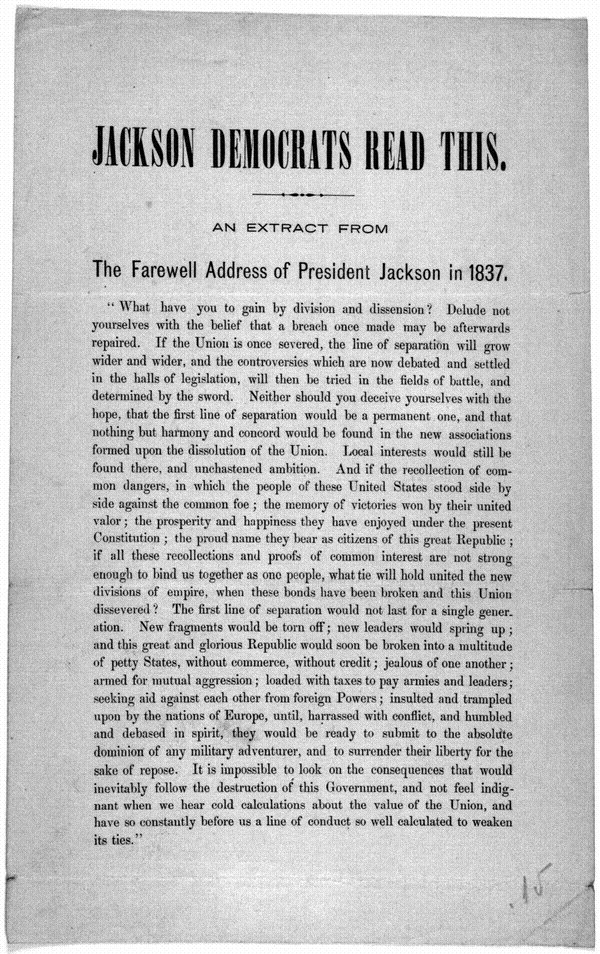 JACKSON DEMOCRATS READ THIS.
AN EXTRACT FROM
The Farewell Address of President Jackson in 1837.
" What have you to gain by division and dissension? Delude not
yourselves with the belief that a breach once made may be afterwards
repaired. If the Union is once severed, the line of separation will grow
wider and wider, and the controversies which are now debated and settled
in the halls of legislation, will then be tried in the fields of battle, and
determined by the sword. Neither should you deceive yourselves with the
hope, that the first line of separation would be a permanent one, and that
nothing but harmony and concord would be found in the new associations
formed upon the dissolution of the Union. Local interests would still be
found there, and unchastened ambition. And if the recollection of com-
mon dangers, in which the people of these United States stood side by
side against the common foe; the memory of victories won by their united
valor; the prosperity and happiness they have enjoyed under the present
Constitution; the proud name they bear as citizens of this great Republic;
if all these recollections and proofs of common interest are not strong
enough to bind us together as one people, what tie will hold united the new
divisions of empire, when these bonds have been broken and this Union
dissevered? The first line of separation would not last for a single gener-
ation. New fragments would be torn off; new leaders would spring up;
and this great and glorious Republic would soon be broken into a multitude
of petty States, without commerce, without credit; jealous of one another;
armed for mutual aggression; loaded with taxes to pay armies and leaders;
seeking aid against each other from foreign Powers; insulted and trampled
upon by the nations of Europe, until, harrassed with conflict, and humbled
and debased in spirit, they would be ready to submit to the absolute
dominion of any military adventurer, and to surrender their liberty for the
sake of repose. It is impossible to look on the consequences that would
inevitably follow the destruction of this Government, and not feel indig-
nant when we hear cold calculations about the value of the Union, and
have so constantly before us a line of conduct so well calculated to weaken
its ties."
.15